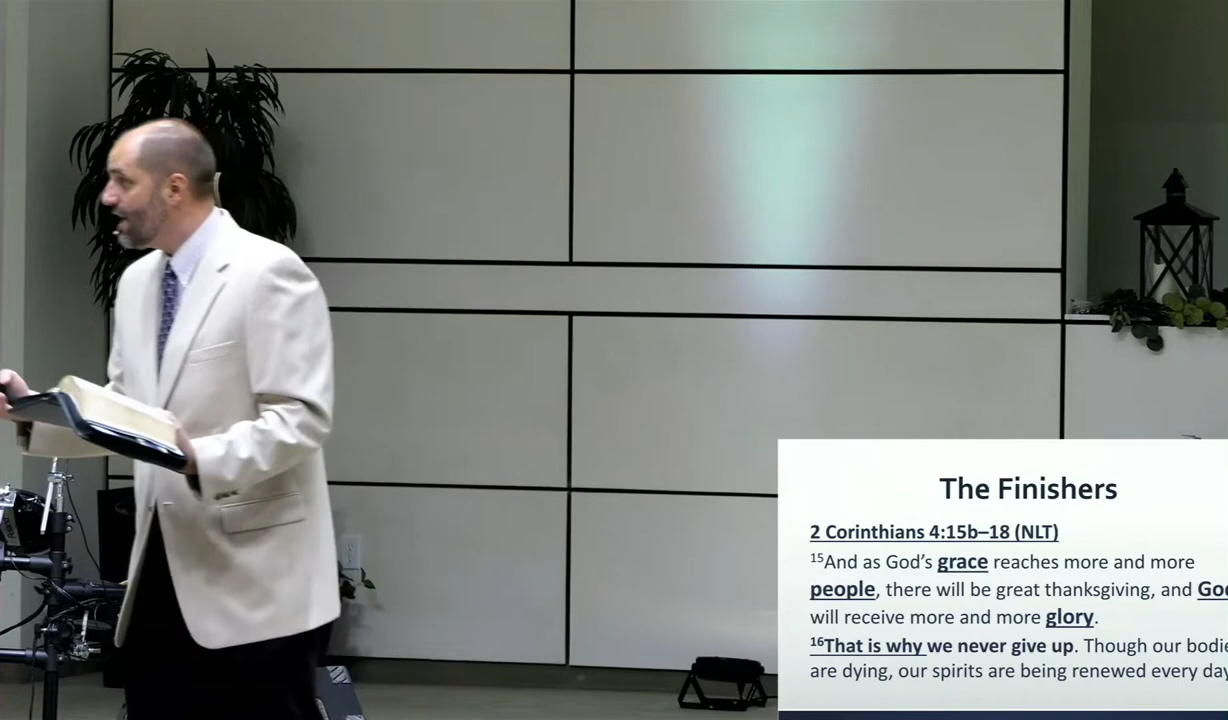 The Finishers
2 Corinthians 4:15b–18 (NLT)
15And as God's grace reaches more and more
people, there will be great thanksgiving, and
will receive more and more glory.
16That is why we never give up. Though our
are dying, our spirits are being renewed every day